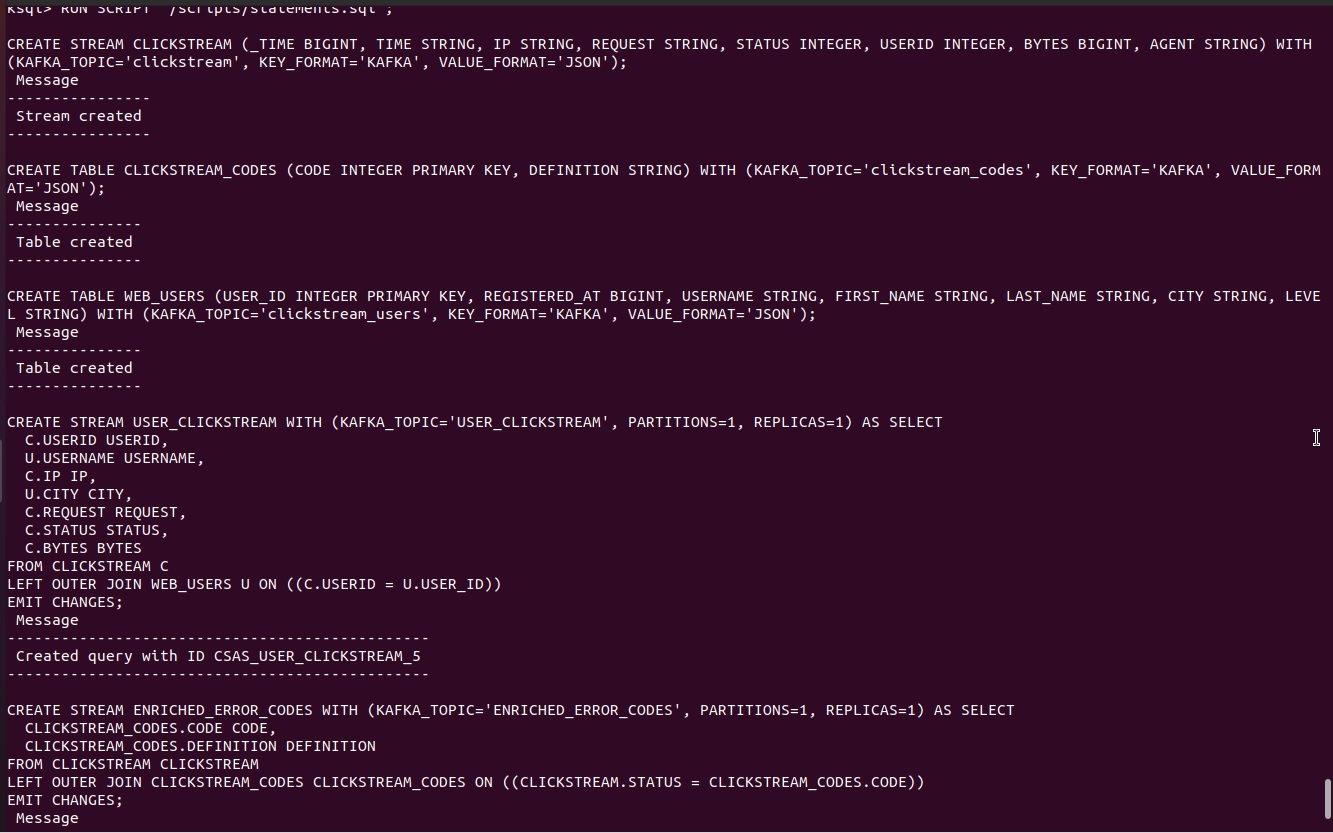 ksql> RUN SCRIPT '/scripts/statements.sql';
CREATE STREAM CLICKSTREAM (_TIME BIGINT, TIME STRING, IP STRING, REQUEST STRING, STATUS INTEGER, USERID INTEGER, BYTES BIGINT, AGENT STRING) WITH
(KAFKA_TOPIC='clickstream', KEY_FORMAT='KAFKA', VALUE_FORMAT='JSON');
 Message
----------------
 Stream created
----------------
CREATE TABLE CLICKSTREAM_CODES (CODE INTEGER PRIMARY KEY, DEFINITION STRING) WITH (KAFKA_TOPIC='clickstream_codes', KEY_FORMAT='KAFKA', VALUE_FORM
AT='JSON');
 Message
---------------
 Table created
---------------
CREATE TABLE WEB_USERS (USER_ID INTEGER PRIMARY KEY, REGISTERED_AT BIGINT, USERNAME STRING, FIRST_NAME STRING, LAST_NAME STRING, CITY STRING, LEVE
L STRING) WITH (KAFKA_TOPIC='clickstream_users', KEY_FORMAT='KAFKA', VALUE_FORMAT='JSON');
 Message
---------------
 Table created
---------------
CREATE STREAM USER_CLICKSTREAM WITH (KAFKA_TOPIC='USER_CLICKSTREAM', PARTITIONS=1, REPLICAS=1) AS SELECT
  C.USERID USERID,
  U.USERNAME USERNAME,
  C.IP IP,
  U.CITY CITY,
  C.REQUEST REQUEST,
  C.STATUS STATUS,
  C.BYTES BYTES
FROM CLICKSTREAM C
LEFT OUTER JOIN WEB_USERS U ON ((C.USERID = U.USER_ID))
EMIT CHANGES;
 Message
-----------------------------------------------
 Created query with ID CSAS_USER_CLICKSTREAM_5
-----------------------------------------------
CREATE STREAM ENRICHED_ERROR_CODES WITH (KAFKA_TOPIC='ENRICHED_ERROR_CODES', PARTITIONS=1, REPLICAS=1) AS SELECT
  CLICKSTREAM_CODES.CODE CODE,
  CLICKSTREAM_CODES.DEFINITION DEFINITION
FROM CLICKSTREAM CLICKSTREAM
LEFT OUTER JOIN CLICKSTREAM_CODES CLICKSTREAM_CODES ON ((CLICKSTREAM.STATUS = CLICKSTREAM_CODES.CODE))
EMIT CHANGES;
 Message